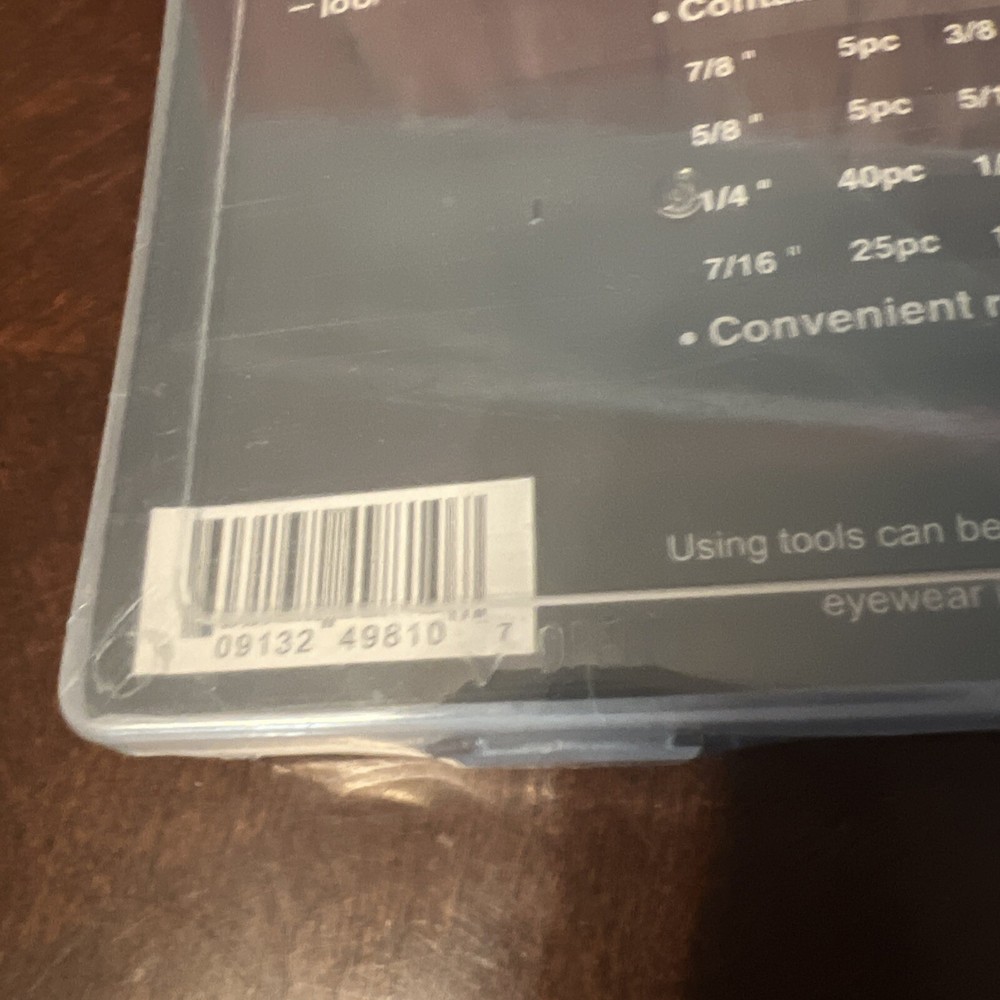 7/8 " 5pc 3/8
5/8 " 5pc
1/4 " 40pc
7/16 " 25pc
• Convenient
Using tools can be
eyewear
09132 49810 7